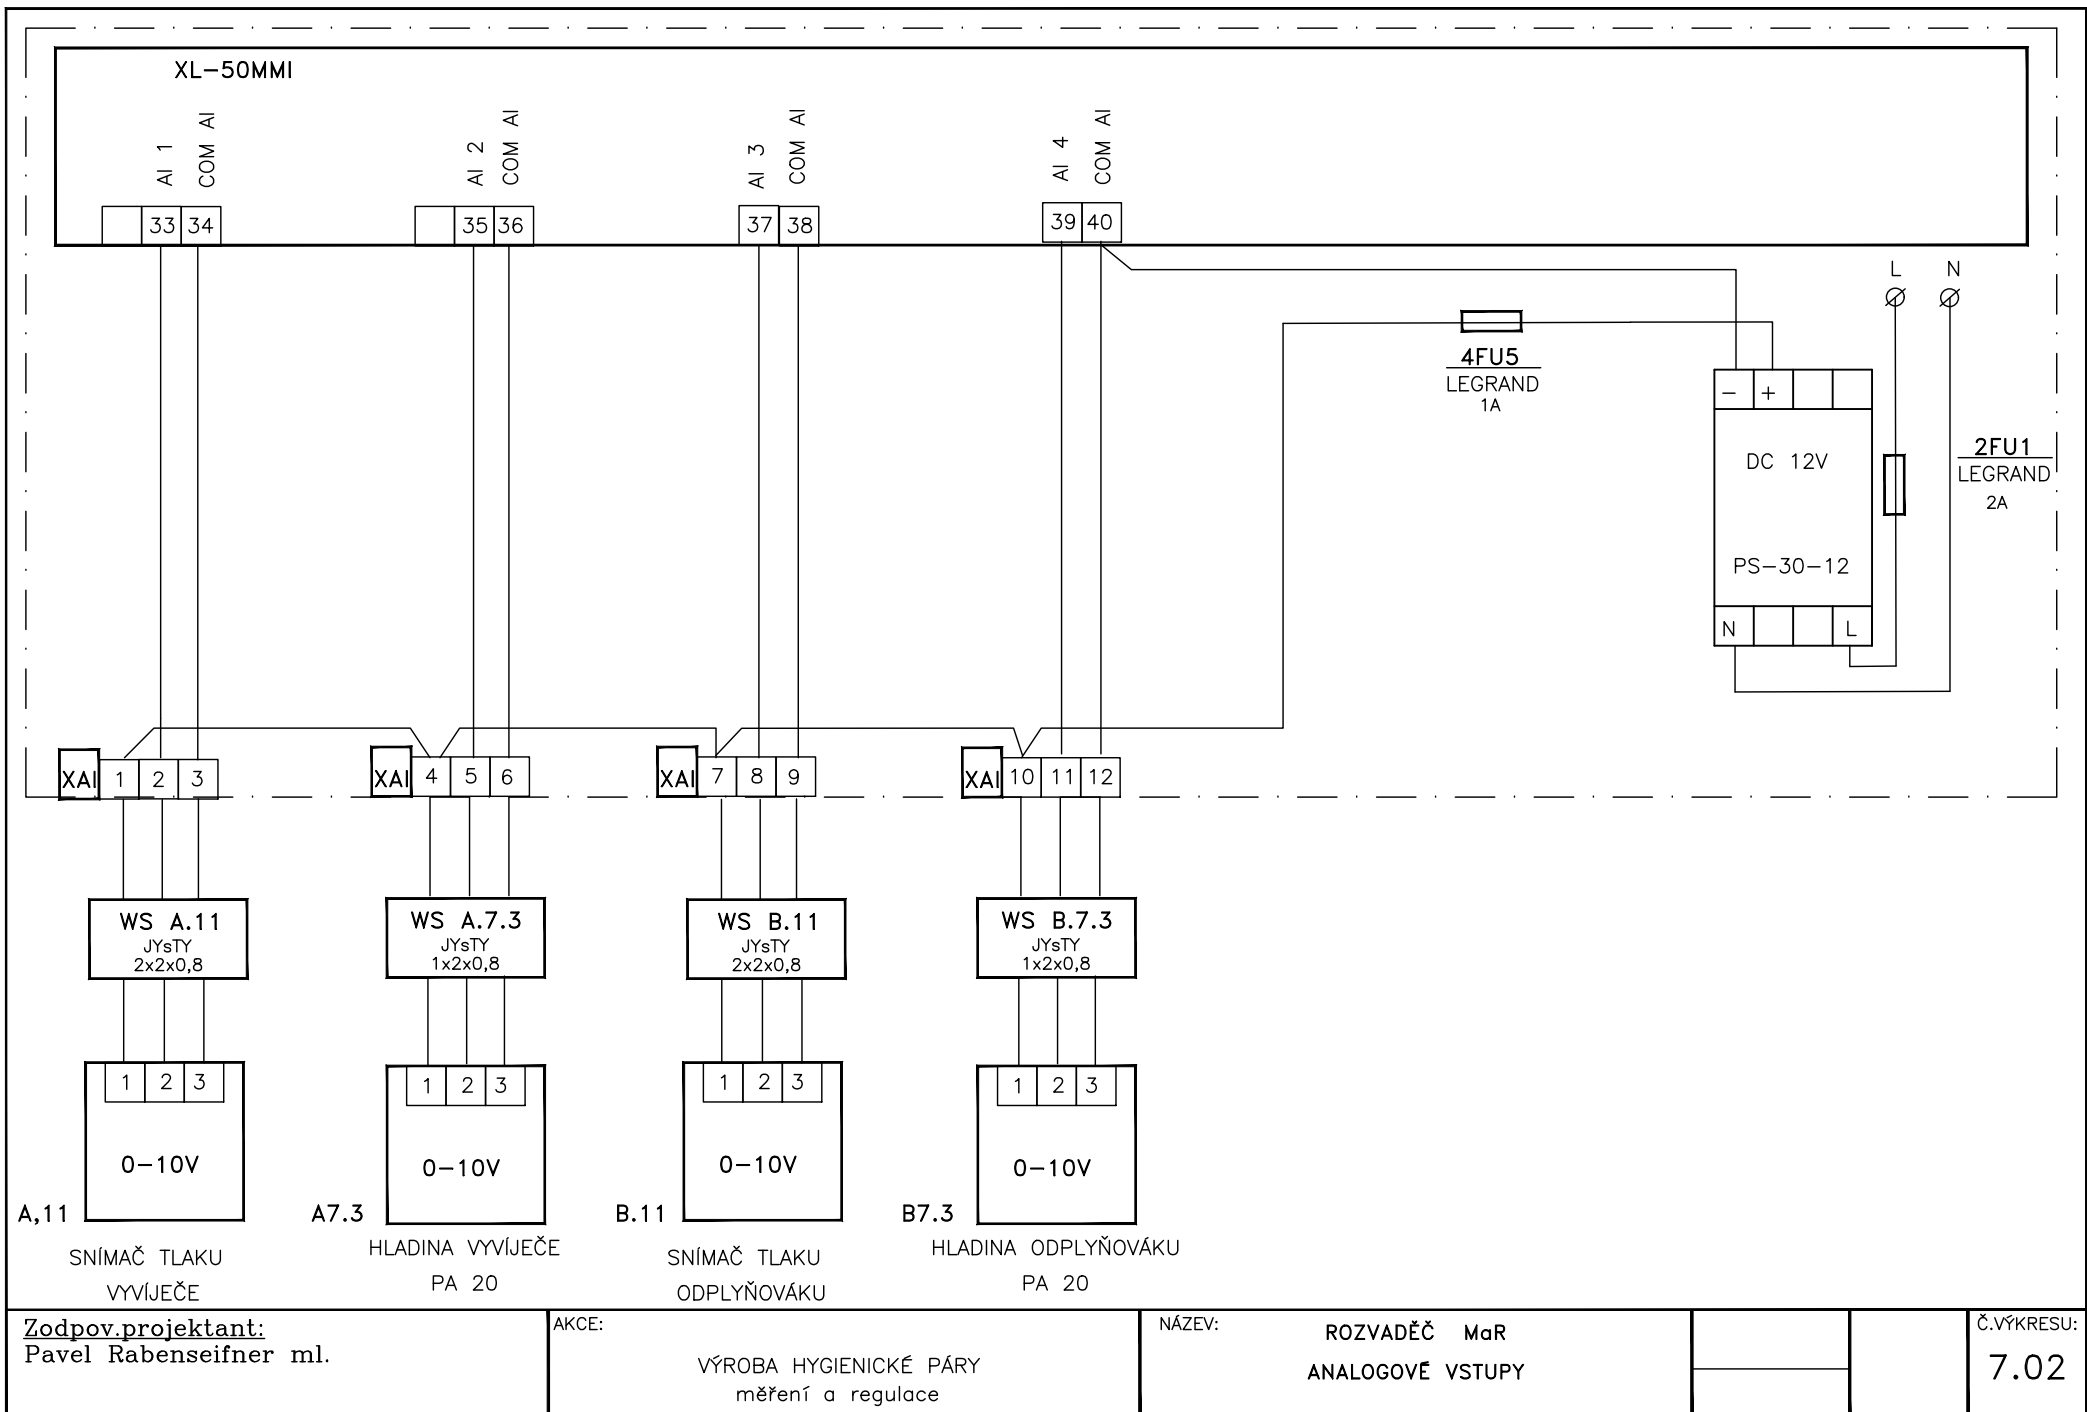 XL-50MMI
AI 1
COM AI
AI 2
COM AI
AI 3
COM AI
AI 4
COM AI
33 34
35 36
37 38
39 40
L N
4FU5
LEGRAND
1A
- +
DC 12V
PS-30-12
N L
2FU1
LEGRAND
2A
XAI 1 2 3
XAI 4 5 6
XAI 7 8 9
XAI 10 11 12
WS A.11
JYsTY
2x2x0,8
WS A.7.3
JYsTY
1x2x0,8
WS B.11
JYsTY
2x2x0,8
WS B.7.3
JYsTY
1x2x0,8
1 2 3
0-10V
A,11
SNÍMAČ TLAKU
VYVÍJEČE
1 2 3
0-10V
A7.3
HLADINA VYVÍJEČE
PA 20
1 2 3
0-10V
B.11
SNÍMAČ TLAKU
ODPLYŇOVÁKU
1 2 3
0-10V
B7.3
HLADINA ODPLYŇOVÁKU
PA 20
Zodpov.projektant:
Pavel Rabenseifner ml.
AKCE:
VÝROBA HYGIENICKÉ PÁRY
měření a regulace
NÁZEV:
ROZVADĚČ MaR
ANALOGOVÉ VSTUPY
Č.VÝKRESU:
7.02